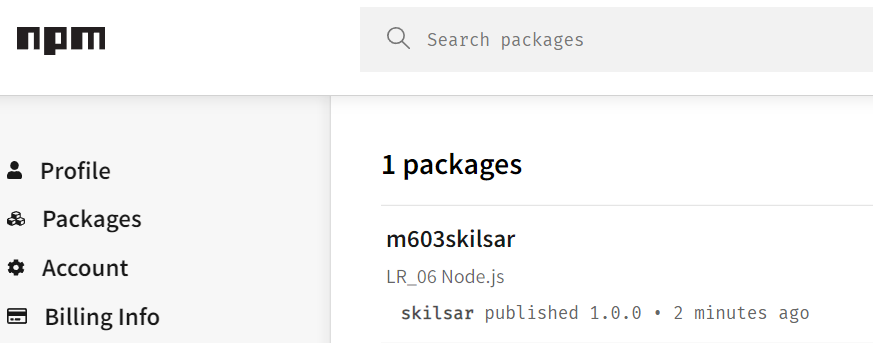 npm
Search packages
Profile
Packages
Account
Billing Info
1 packages
m603skilsar
LR_06 Node.js
skilsar published 1.0.0 • 2 minutes ago